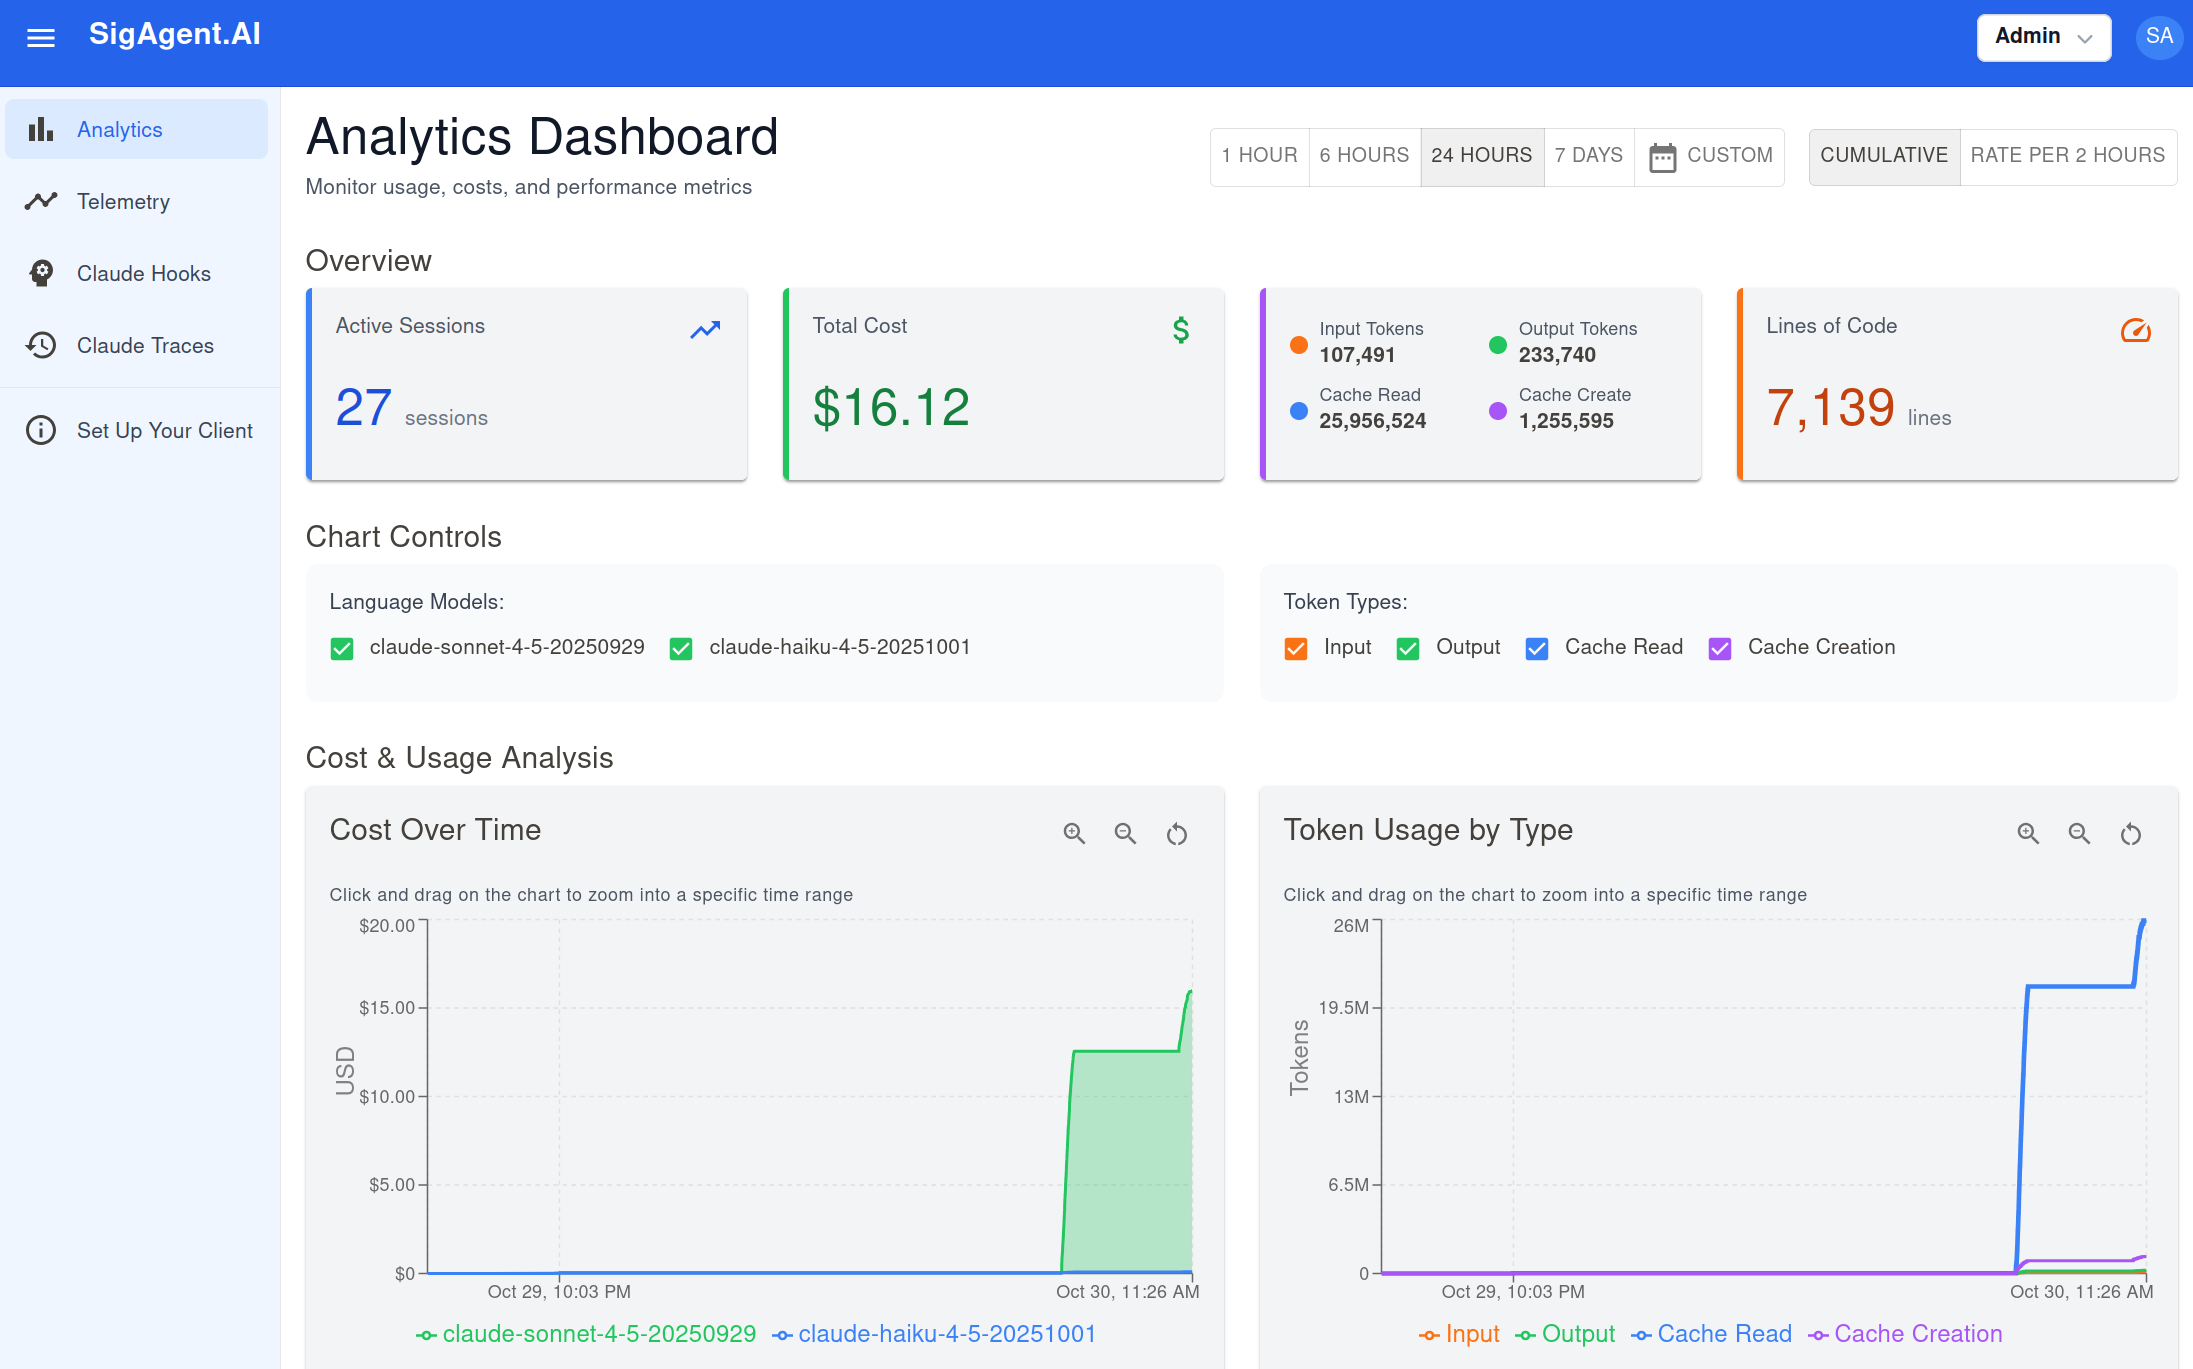 SigAgent.AI
Admin
SA
Analytics
Telemetry
Claude Hooks
Claude Traces
Set Up Your Client
Analytics Dashboard
Monitor usage, costs, and performance metrics
1 HOUR 6 HOURS 24 HOURS 7 DAYS CUSTOM
CUMULATIVE RATE PER 2 HOURS
Overview
Active Sessions
27 sessions
Total Cost
$
$16.12
Input Tokens
107,491
Output Tokens
233,740
Cache Read
25,956,524
Cache Create
1,255,595
Lines of Code
7,139 lines
Chart Controls
Language Models:
claude-sonnet-4-5-20250929 claude-haiku-4-5-20251001
Token Types:
Input Output Cache Read Cache Creation
Cost & Usage Analysis
Cost Over Time
Click and drag on the chart to zoom into a specific time range
$20.00
$15.00
$10.00
$5.00
$0
USD
Oct 29, 10:03 PM Oct 30, 11:26 AM
claude-sonnet-4-5-20250929 claude-haiku-4-5-20251001
Token Usage by Type
Click and drag on the chart to zoom into a specific time range
26M
19.5M
13M
6.5M
0
Tokens
Oct 29, 10:03 PM Oct 30, 11:26 AM
Input Output Cache Read Cache Creation